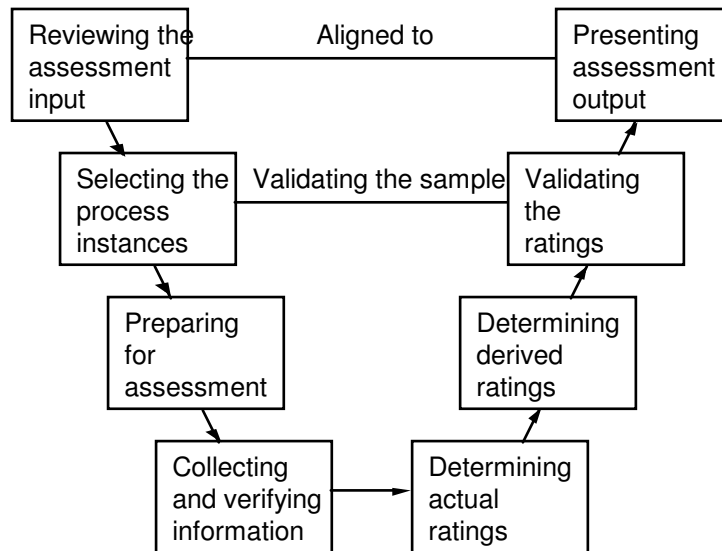 Reviewing the
assessment
input
Aligned to
Presenting
assessment
output
Selecting the
process
instances
Validating the sample
Validating
the
ratings
Preparing
for
assessment
Determining
derived
ratings
Collecting
and verifying
information
Determining
actual
ratings